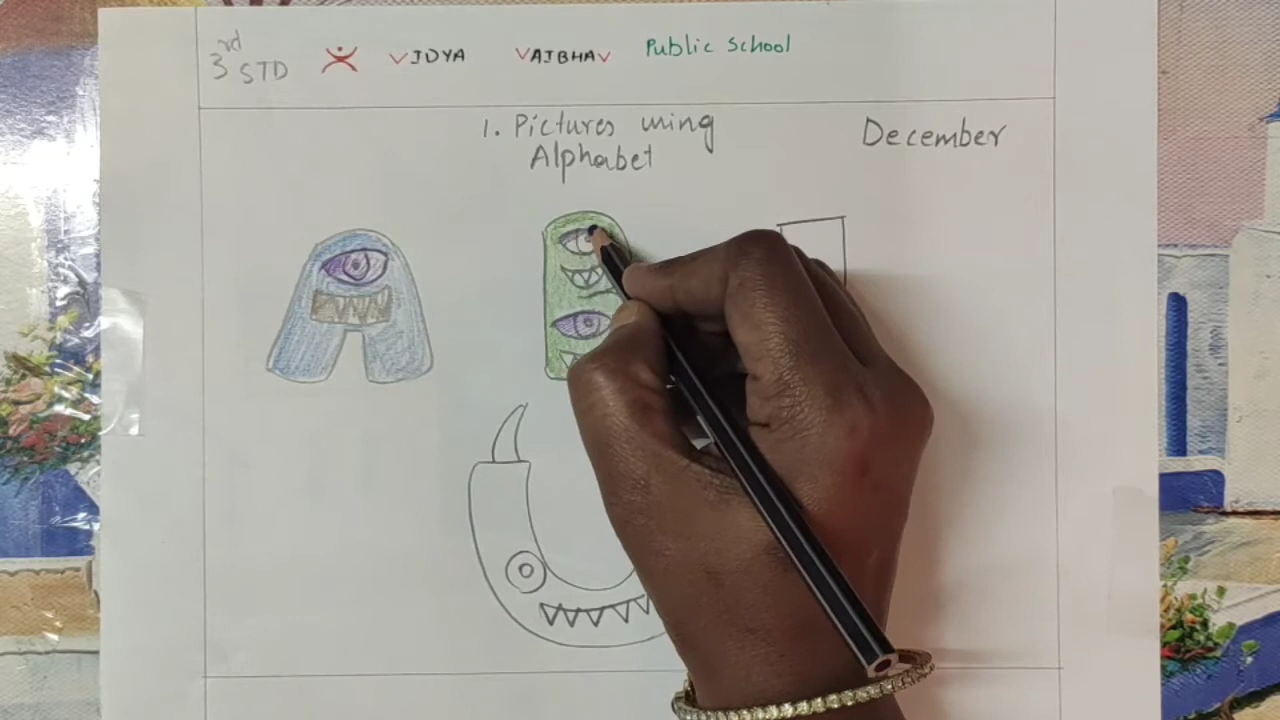 3rd STD VIDYA VAIBHAV Public School
1. Pictures using
Alphabet
December